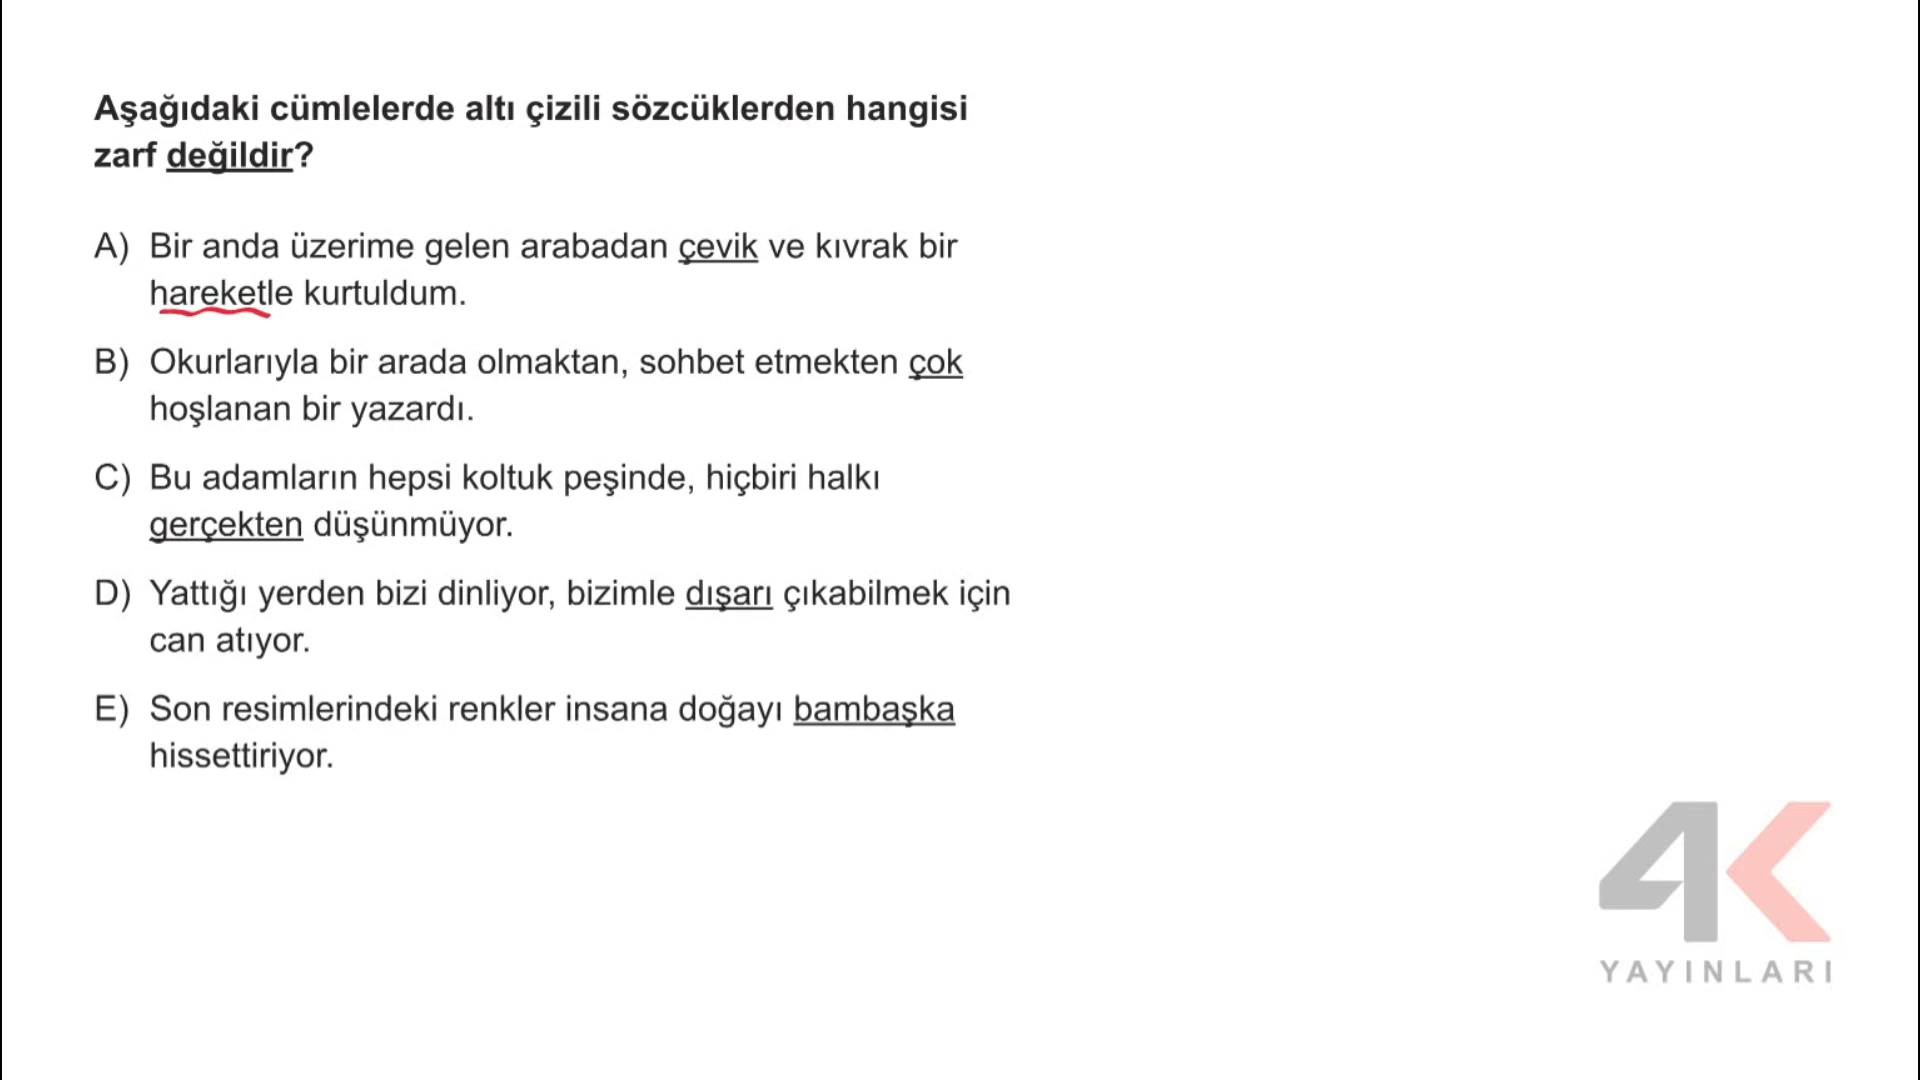 Aşağıdaki cümlelerde altı çizili sözcüklerden hangisi
zarf değildir?
A) Bir anda üzerime gelen arabadan çevik ve kıvrak bir
hareketle kurtuldum.
B) Okurlarıyla bir arada olmaktan, sohbet etmekten çok
hoşlanan bir yazardı.
C) Bu adamların hepsi koltuk peşinde, hiçbiri halkı
gerçekten düşünmüyor.
D) Yattığı yerden bizi dinliyor, bizimle dışarı çıkabilmek için
can atıyor.
E) Son resimlerindeki renkler insana doğayı bambaşka
hissettiriyor.
4K
YAYINLARI